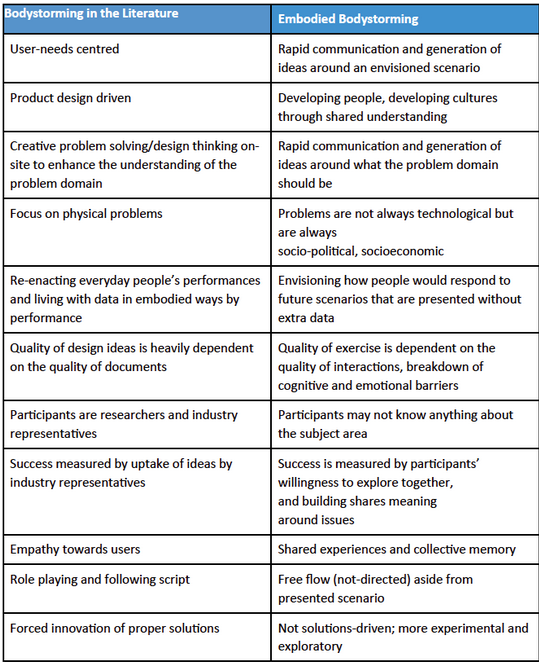 Bodystorming in the Literature
Embodied Bodystorming
User-needs centred
Rapid communication and generation of
ideas around an envisioned scenario
Product design driven
Developing people, developing cultures
through shared understanding
Creative problem solving/design thinking on-
site to enhance the understanding of the
problem domain
Rapid communication and generation of
ideas around what the problem domain
should be
Focus on physical problems
Problems are not always technological but
are always
socio-political, socioeconomic
Re-enacting everyday people’s performances
and living with data in embodied ways by
performance
Envisioning how people would respond to
future scenarios that are presented without
extra data
Quality of design ideas is heavily dependent
on the quality of documents
Quality of exercise is dependent on the
quality of interactions, breakdown of
cognitive and emotional barriers
Participants are researchers and industry
representatives
Participants may not know anything about
the subject area
Success measured by uptake of ideas by
industry representatives
Success is measured by participants’
willingness to explore together,
and building shares meaning
around issues
Empathy towards users
Shared experiences and collective memory
Role playing and following script
Free flow (not-directed) aside from
presented scenario
Forced innovation of proper solutions
Not solutions-driven; more experimental and
exploratory